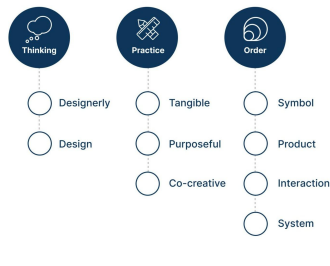 Thinking
Designerly
Design
Practice
Tangible
Purposeful
Co-creative
Order
Symbol
Product
Interaction
System